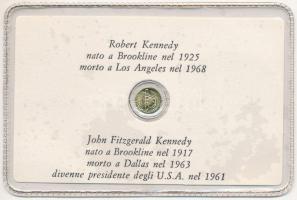 Robert Kennedy
nato a Brookline nel 1925
morto a Los Angeles nel 1968
John Fitzgerald Kennedy
nato a Brookline nel 1917
morto a Dallas nel 1963
divenne presidente degli U.S.A. nel 1961